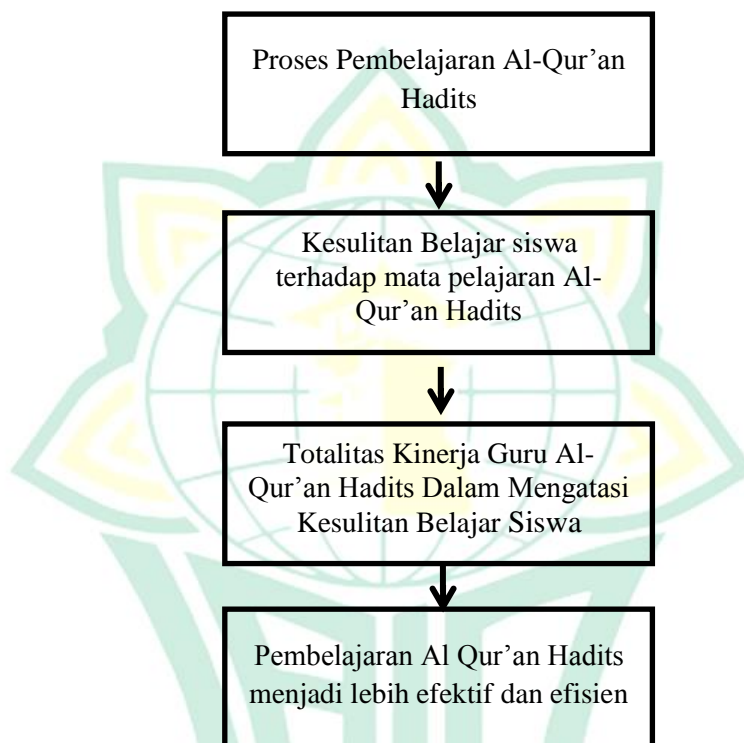 Proses Pembelajaran Al-Qur’an
Hadits
Kesulitan Belajar siswa
terhadap mata pelajaran Al-
Qur’an Hadits
Totalitas Kinerja Guru Al-
Qur’an Hadits Dalam Mengatasi
Kesulitan Belajar Siswa
Pembelajaran Al Qur’an Hadits
menjadi lebih efektif dan efisien